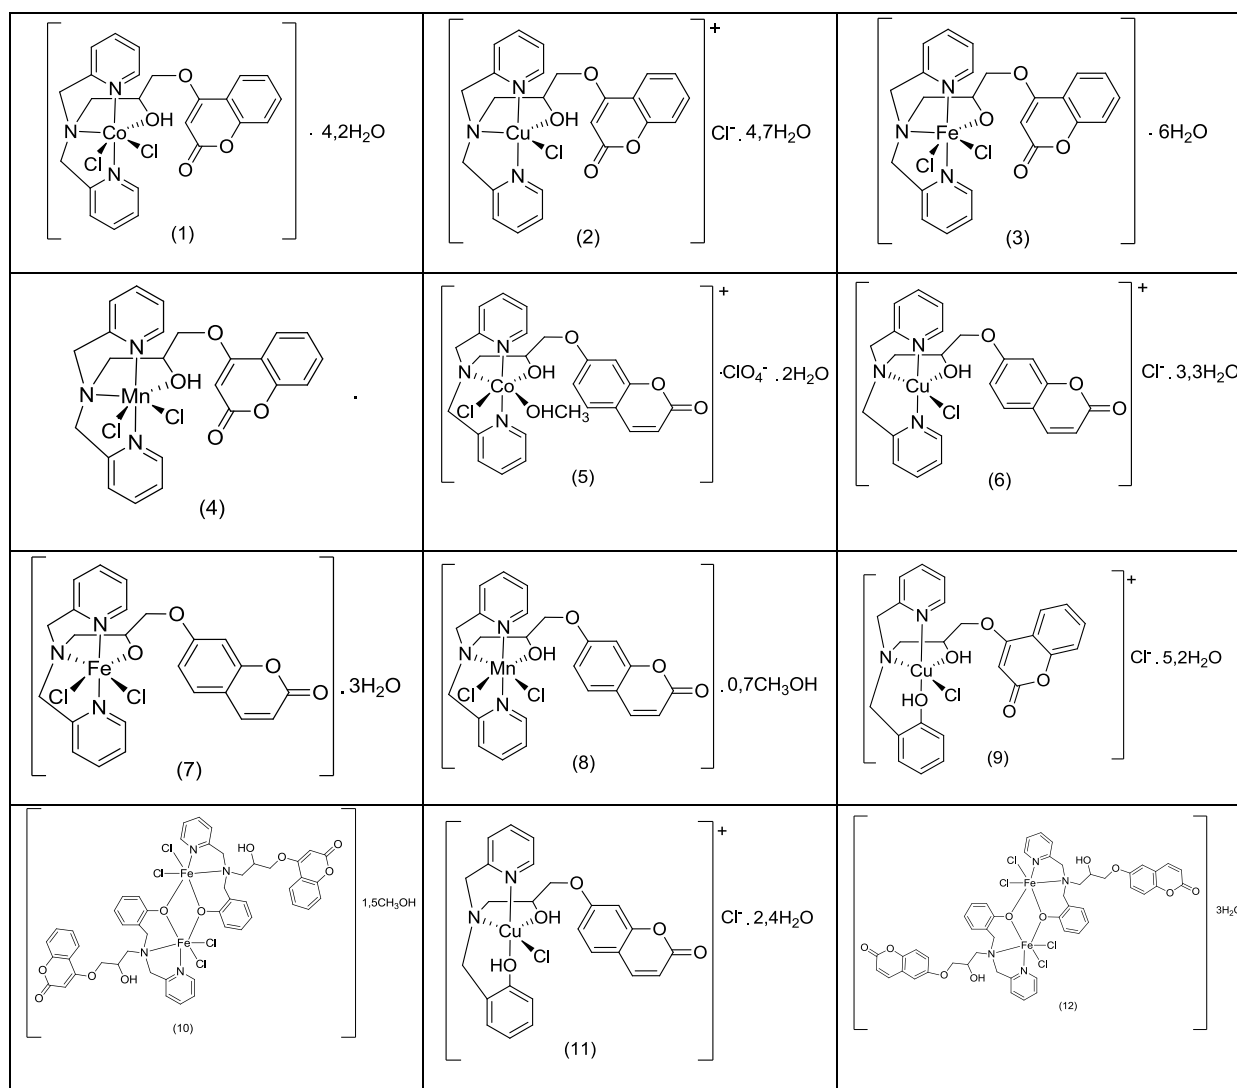 N
O
N Co OH
Cl Cl
O
O
N
· 4,2H2O
(1)
+
N
O
N Cu OH
Cl
O
O
N
Cl⁻ . 4,7H2O
(2)
N
O
N Fe O
Cl Cl
O
O
N
· 6H2O
(3)
N
O
N Mn OH
Cl Cl
O
O
N
.
(4)
+
N
O
N Co OH
Cl OHCH3
O
O
N
·ClO4⁻ . 2H2O
(5)
+
N
O
N Cu OH
Cl
O
O
N
Cl⁻ . 3,3H2O
(6)
N
O
N Fe O
Cl Cl
O
O
N
. 3H2O
(7)
N
O
N Mn OH
Cl Cl
O
O
N
. 0,7CH3OH
(8)
+
N
O
N Cu OH
Cl
HO
O
O
Cl⁻ . 5,2H2O
(9)
Cl
N
HO
O
O
O
Cl Fe N
O O
Fe Cl
Cl
N
N
O
O
O
OH
1,5CH3OH
(10)
+
N
O
N Cu OH
Cl
HO
O
O
Cl⁻ . 2,4H2O
(11)
Cl
N
HO
O
O
O
Cl Fe N
O O
Fe Cl
Cl
N
N
O
O
O
OH
3H2O
(12)